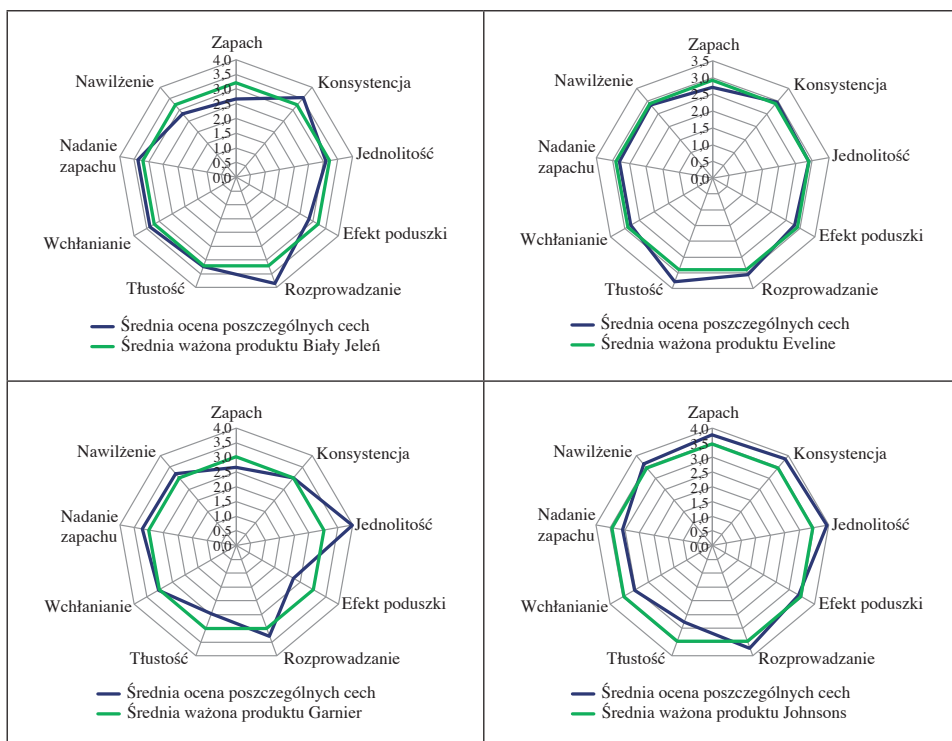 Zapach
4,0
3,5
3,0
2,5
2,0
1,5
1,0
0,5
0,0
Konsystencja
Jednolitość
Efekt poduszki
Rozprowadzanie
Tłustość
Wchłanianie
Nadanie
zapachu
Nawilżenie
Średnia ocena poszczególnych cech
Średnia ważona produktu Biały Jeleń
Zapach
3,5
3,0
2,5
2,0
1,5
1,0
0,5
0,0
Konsystencja
Jednolitość
Efekt poduszki
Rozprowadzanie
Tłustość
Wchłanianie
Nadanie
zapachu
Nawilżenie
Średnia ocena poszczególnych cech
Średnia ważona produktu Eveline
Zapach
4,0
3,5
3,0
2,5
2,0
1,5
1,0
0,5
0,0
Konsystencja
Jednolitość
Efekt poduszki
Rozprowadzanie
Tłustość
Wchłanianie
Nadanie
zapachu
Nawilżenie
Średnia ocena poszczególnych cech
Średnia ważona produktu Garnier
Zapach
4,0
3,5
3,0
2,5
2,0
1,5
1,0
0,5
0,0
Konsystencja
Jednolitość
Efekt poduszki
Rozprowadzanie
Tłustość
Wchłanianie
Nadanie
zapachu
Nawilżenie
Średnia ocena poszczególnych cech
Średnia ważona produktu Johnsons